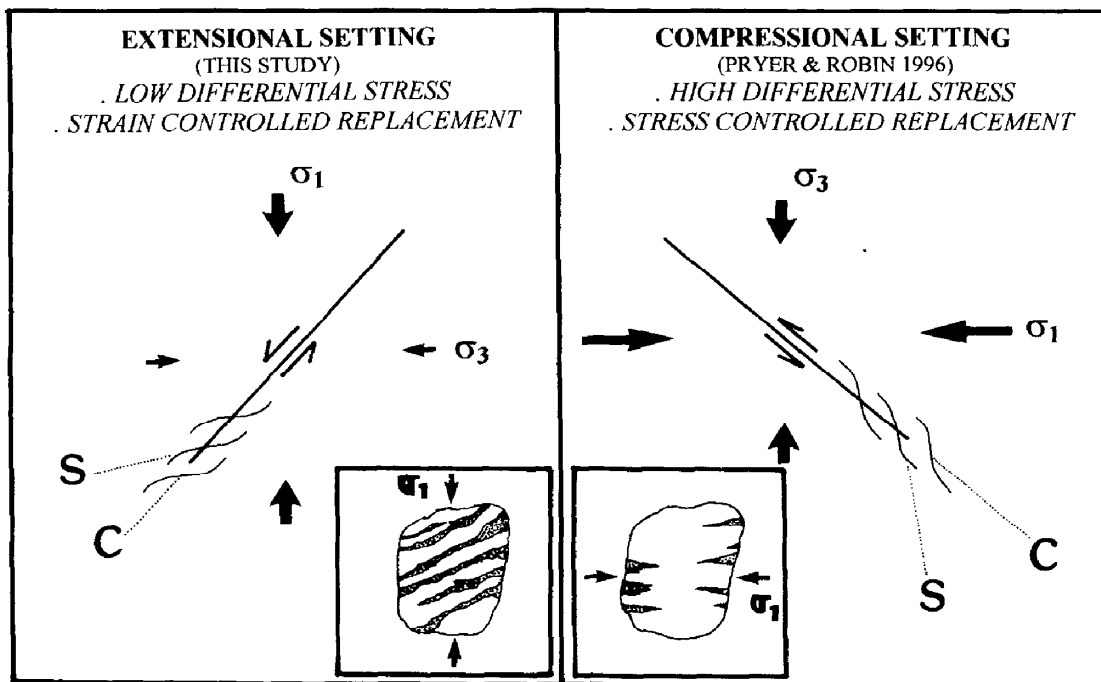 EXTENSIONAL SETTING
(THIS STUDY)
. LOW DIFFERENTIAL STRESS
. STRAIN CONTROLLED REPLACEMENT
σ1
σ3
S
C
σ1
COMPRESSIONAL SETTING
(PRYER & ROBIN 1996)
. HIGH DIFFERENTIAL STRESS
. STRESS CONTROLLED REPLACEMENT
σ3
σ1
C
S
σ1